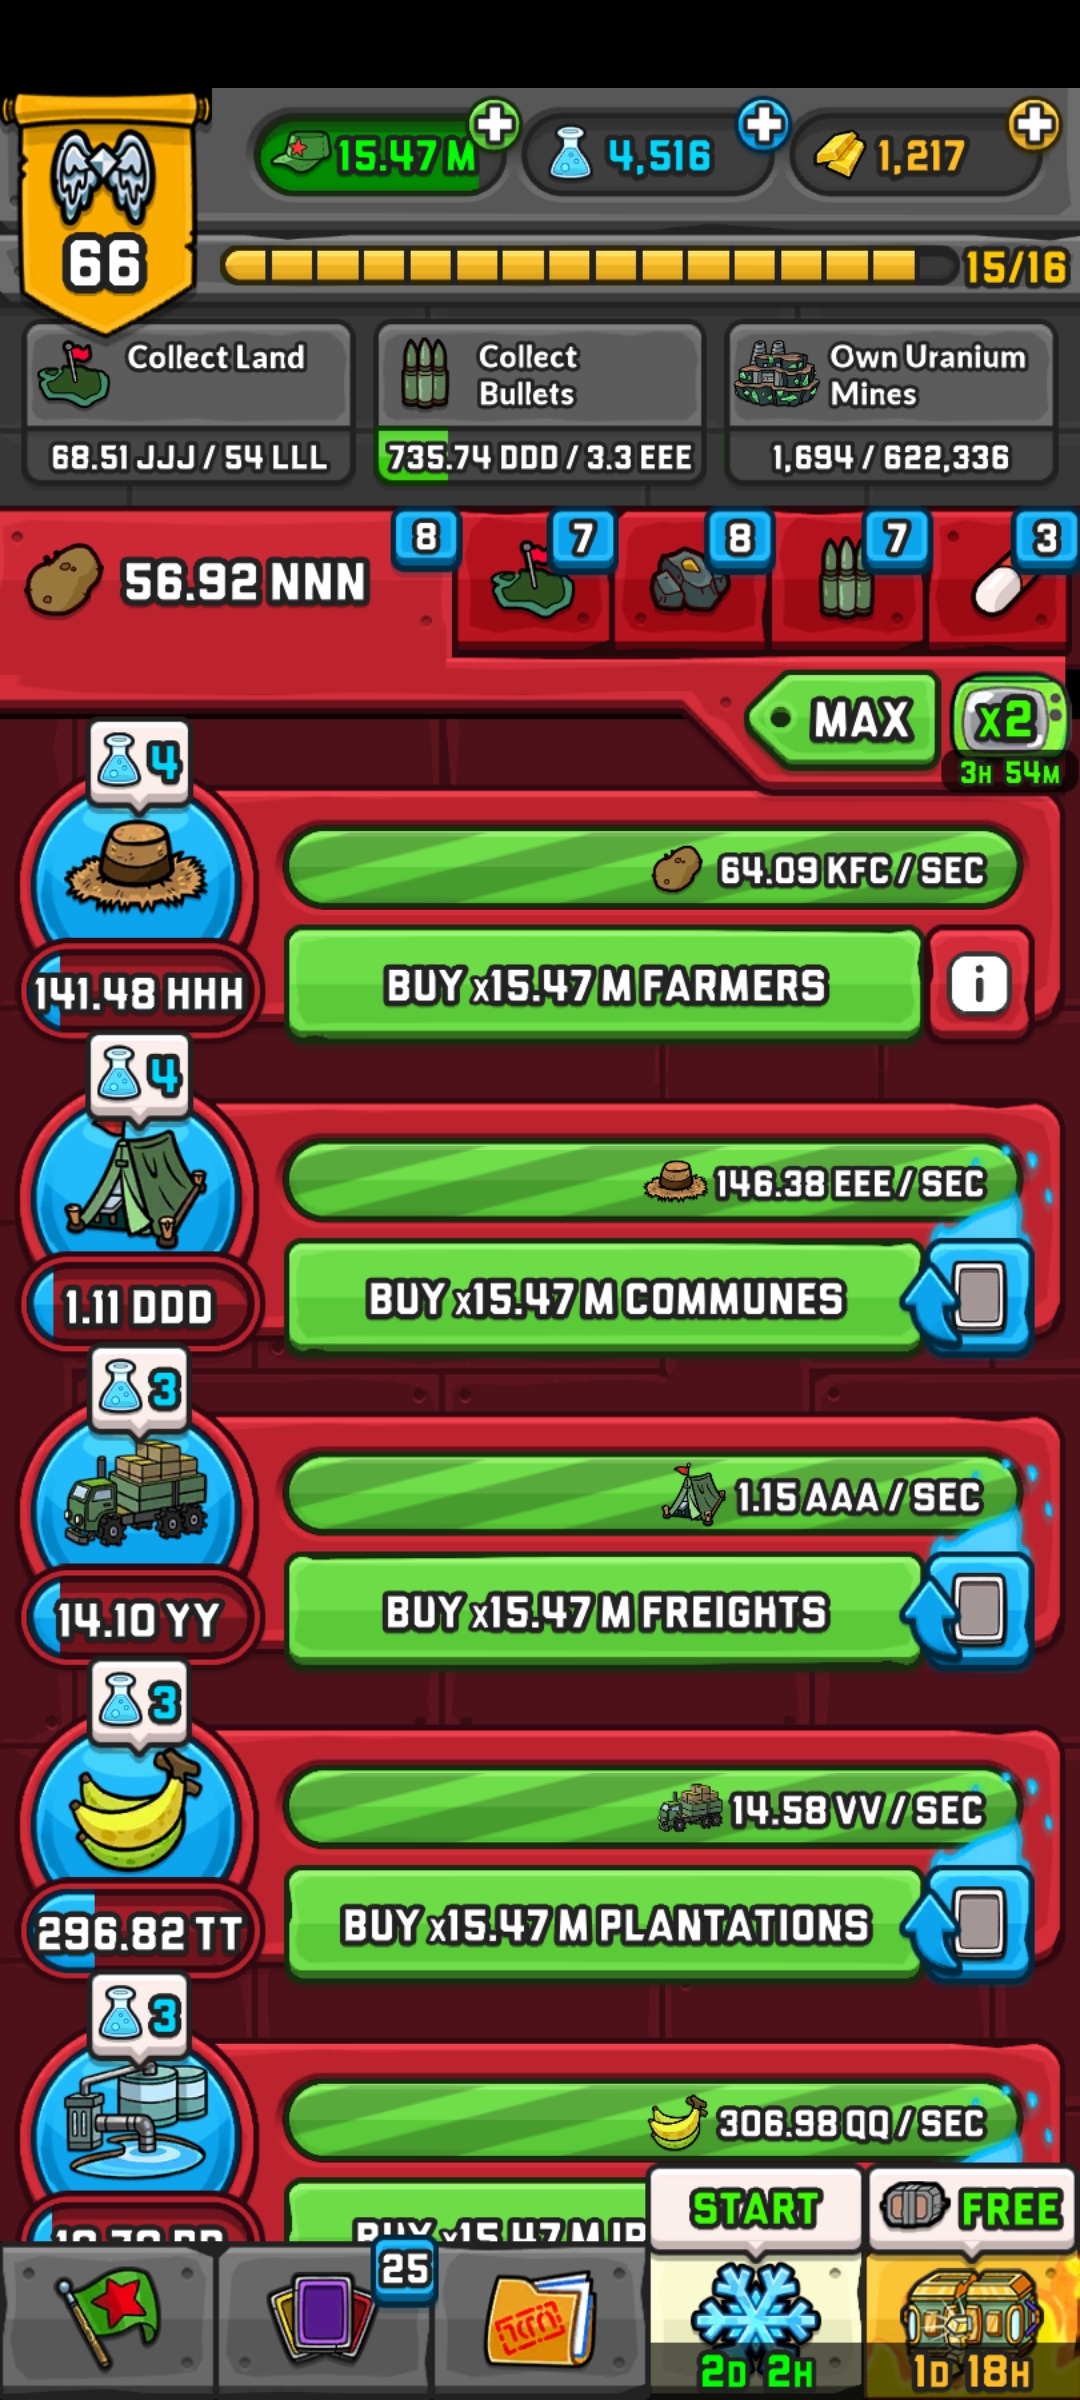 15.47 M
4,516
1,217
66
15/16
Collect Land
Collect
Bullets
Own Uranium
Mines
68.51 JJJ / 54 LLL
735.74 DDD / 3.3 EEE
1,694 / 622,336
56.92 NNN
8
7
8
7
3
MAX
x2
3H 54M
4
64.09 KFC / SEC
BUY x15.47 M FARMERS
i
141.48 HHH
4
146.38 EEE / SEC
BUY x15.47 M COMMUNES
1.11 DDD
3
1.15 AAA / SEC
BUY x15.47 M FREIGHTS
14.10 YY
3
14.58 VV / SEC
BUY x15.47 M PLANTATIONS
296.82 TT
3
306.98 QQ / SEC
START
FREE
25
2D 2H
1D 18H